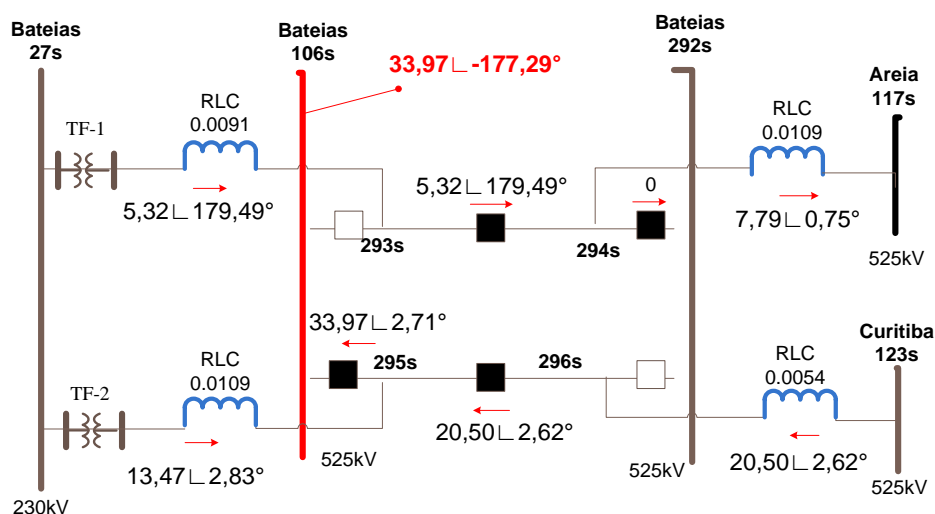 Bateias
27s
Bateias
106s
Bateias
292s
33,97∟-177,29°
Areia
117s
TF-1
RLC
0.0091
RLC
0.0109
5,32∟179,49°
5,32∟179,49°
0
7,79∟0,75°
293s
294s
525kV
33,97∟2,71°
Curitiba
123s
RLC
0.0109
295s
296s
RLC
0.0054
TF-2
20,50∟2,62°
13,47∟2,83°
525kV
525kV
20,50∟2,62°
525kV
230kV